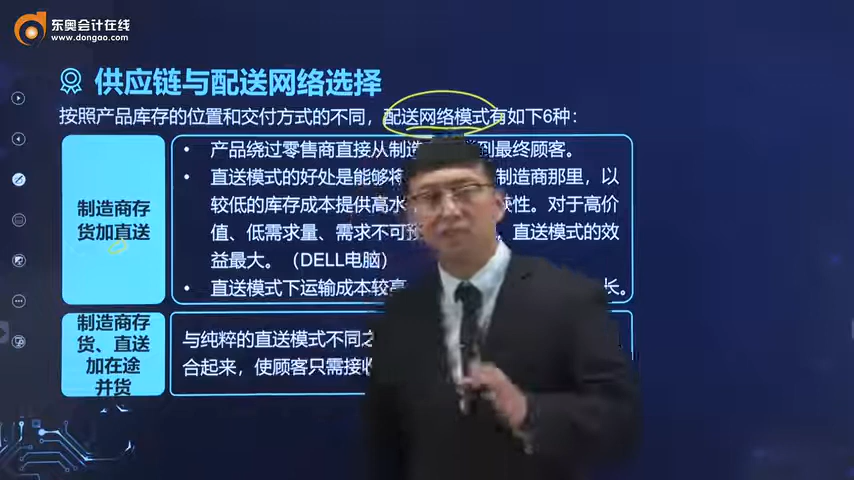 东奥会计在线
www.dongao.com
供应链与配送网络选择
按照产品库存的位置和交付方式的不同，配送网络模式有如下6种：
制造商存
货加直送
• 产品绕过零售商直接从制造 到最终顾客。
• 直送模式的好处是能够将 制造商那里，以
较低的库存成本提供高水 性。对于高价
值、低需求量、需求不可预 直送模式的效
益最大。（DELL电脑）
• 直送模式下运输成本较高 长。
制造商存
货、直送
加在途
并货
与纯粹的直送模式不同之
合起来，使顾客只需接收